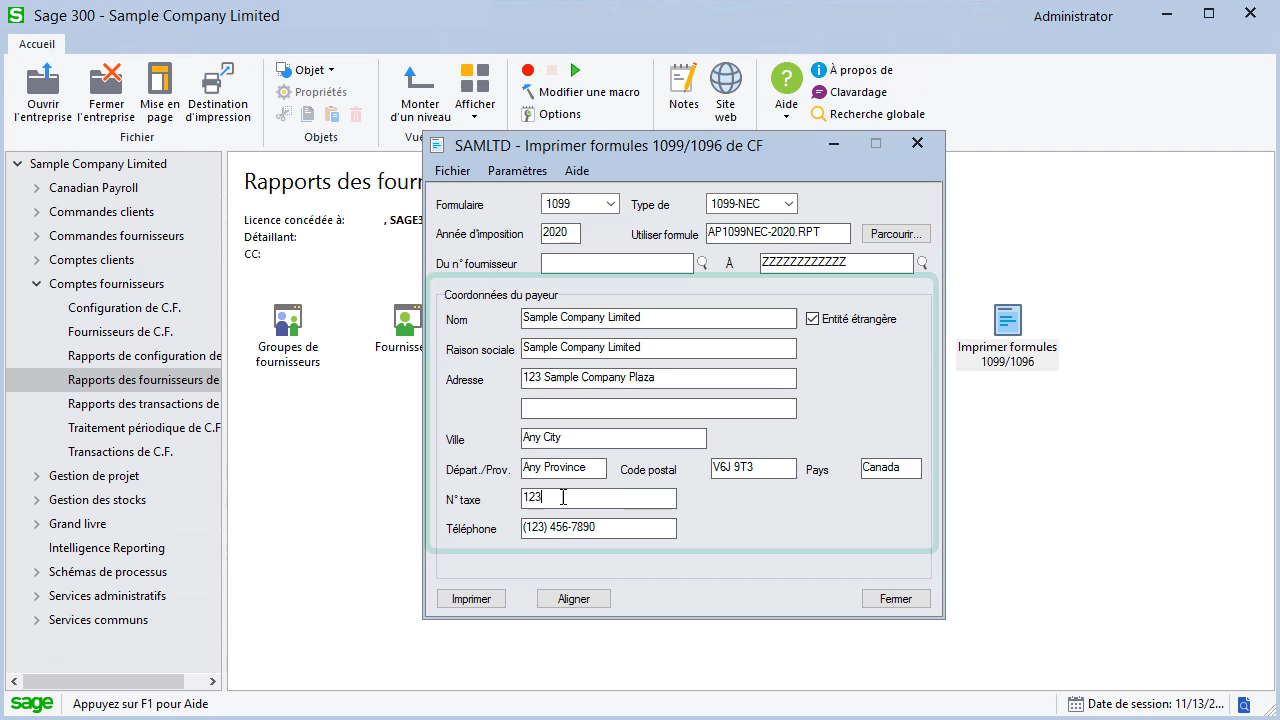 Sage 300 - Sample Company Limited
Administrator
Accueil
Ouvrir l'entreprise
Fermer l'entreprise
Mise en page
Destination d'impression
Fichier
Objet
Propriétés
Objets
Monter d'un niveau
Afficher
Modifier une macro
Options
Notes
Site web
Aide
À propos de
Clavardage
Recherche globale
Sample Company Limited
Canadian Payroll
Commandes clients
Commandes fournisseurs
Comptes clients
Comptes fournisseurs
Configuration de C.F.
Fournisseurs de C.F.
Rapports de configuration de
Rapports des fournisseurs de
Rapports des transactions de
Traitement périodique de C.F
Transactions de C.F.
Gestion de projet
Gestion des stocks
Grand livre
Intelligence Reporting
Schémas de processus
Services administratifs
Services communs
Rapports des four
Licence concédée à: , SAGE3
Détaillant:
CC:
Groupes de fournisseurs
Fourniss
Imprimer formules 1099/1096
SAMLTD - Imprimer formules 1099/1096 de CF
Fichier Paramètres Aide
Formulaire 1099 Type de 1099-NEC
Année d'imposition 2020 Utiliser formule AP1099NEC-2020.RPT Parcourir...
Du n° fournisseur À ZZZZZZZZZZZZ
Coordonnées du payeur
Nom Sample Company Limited Entité étrangère
Raison sociale Sample Company Limited
Adresse 123 Sample Company Plaza
Ville Any City
Départ./Prov. Any Province Code postal V6J 9T3 Pays Canada
N° taxe 123
Téléphone (123) 456-7890
Imprimer Aligner Fermer
sage Appuyez sur F1 pour Aide
Date de session: 11/13/2...